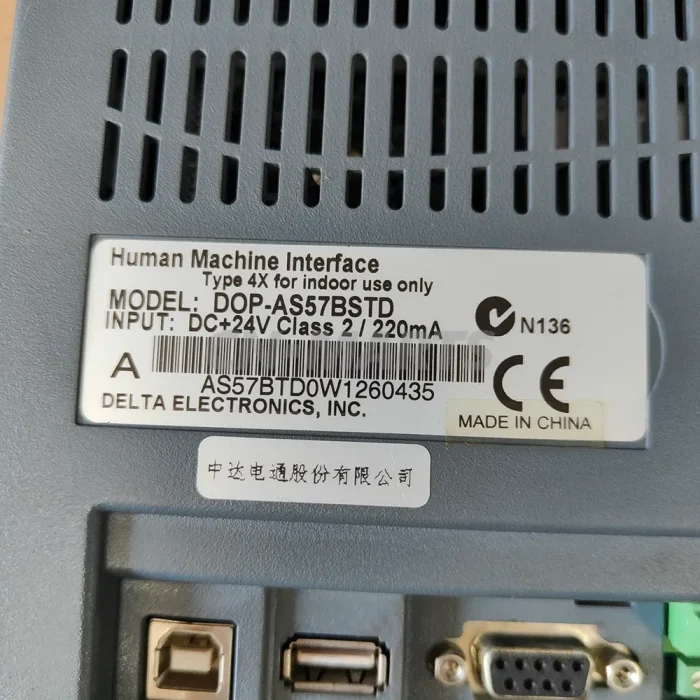 Human Machine Interface
Type 4X for indoor use only
MODEL: DOP-AS57BSTD
INPUT: DC+24V Class 2 / 220mA
N136
A
AS57BTD0W1260435
CE
DELTA ELECTRONICS, INC.
MADE IN CHINA
中达电通股份有限公司